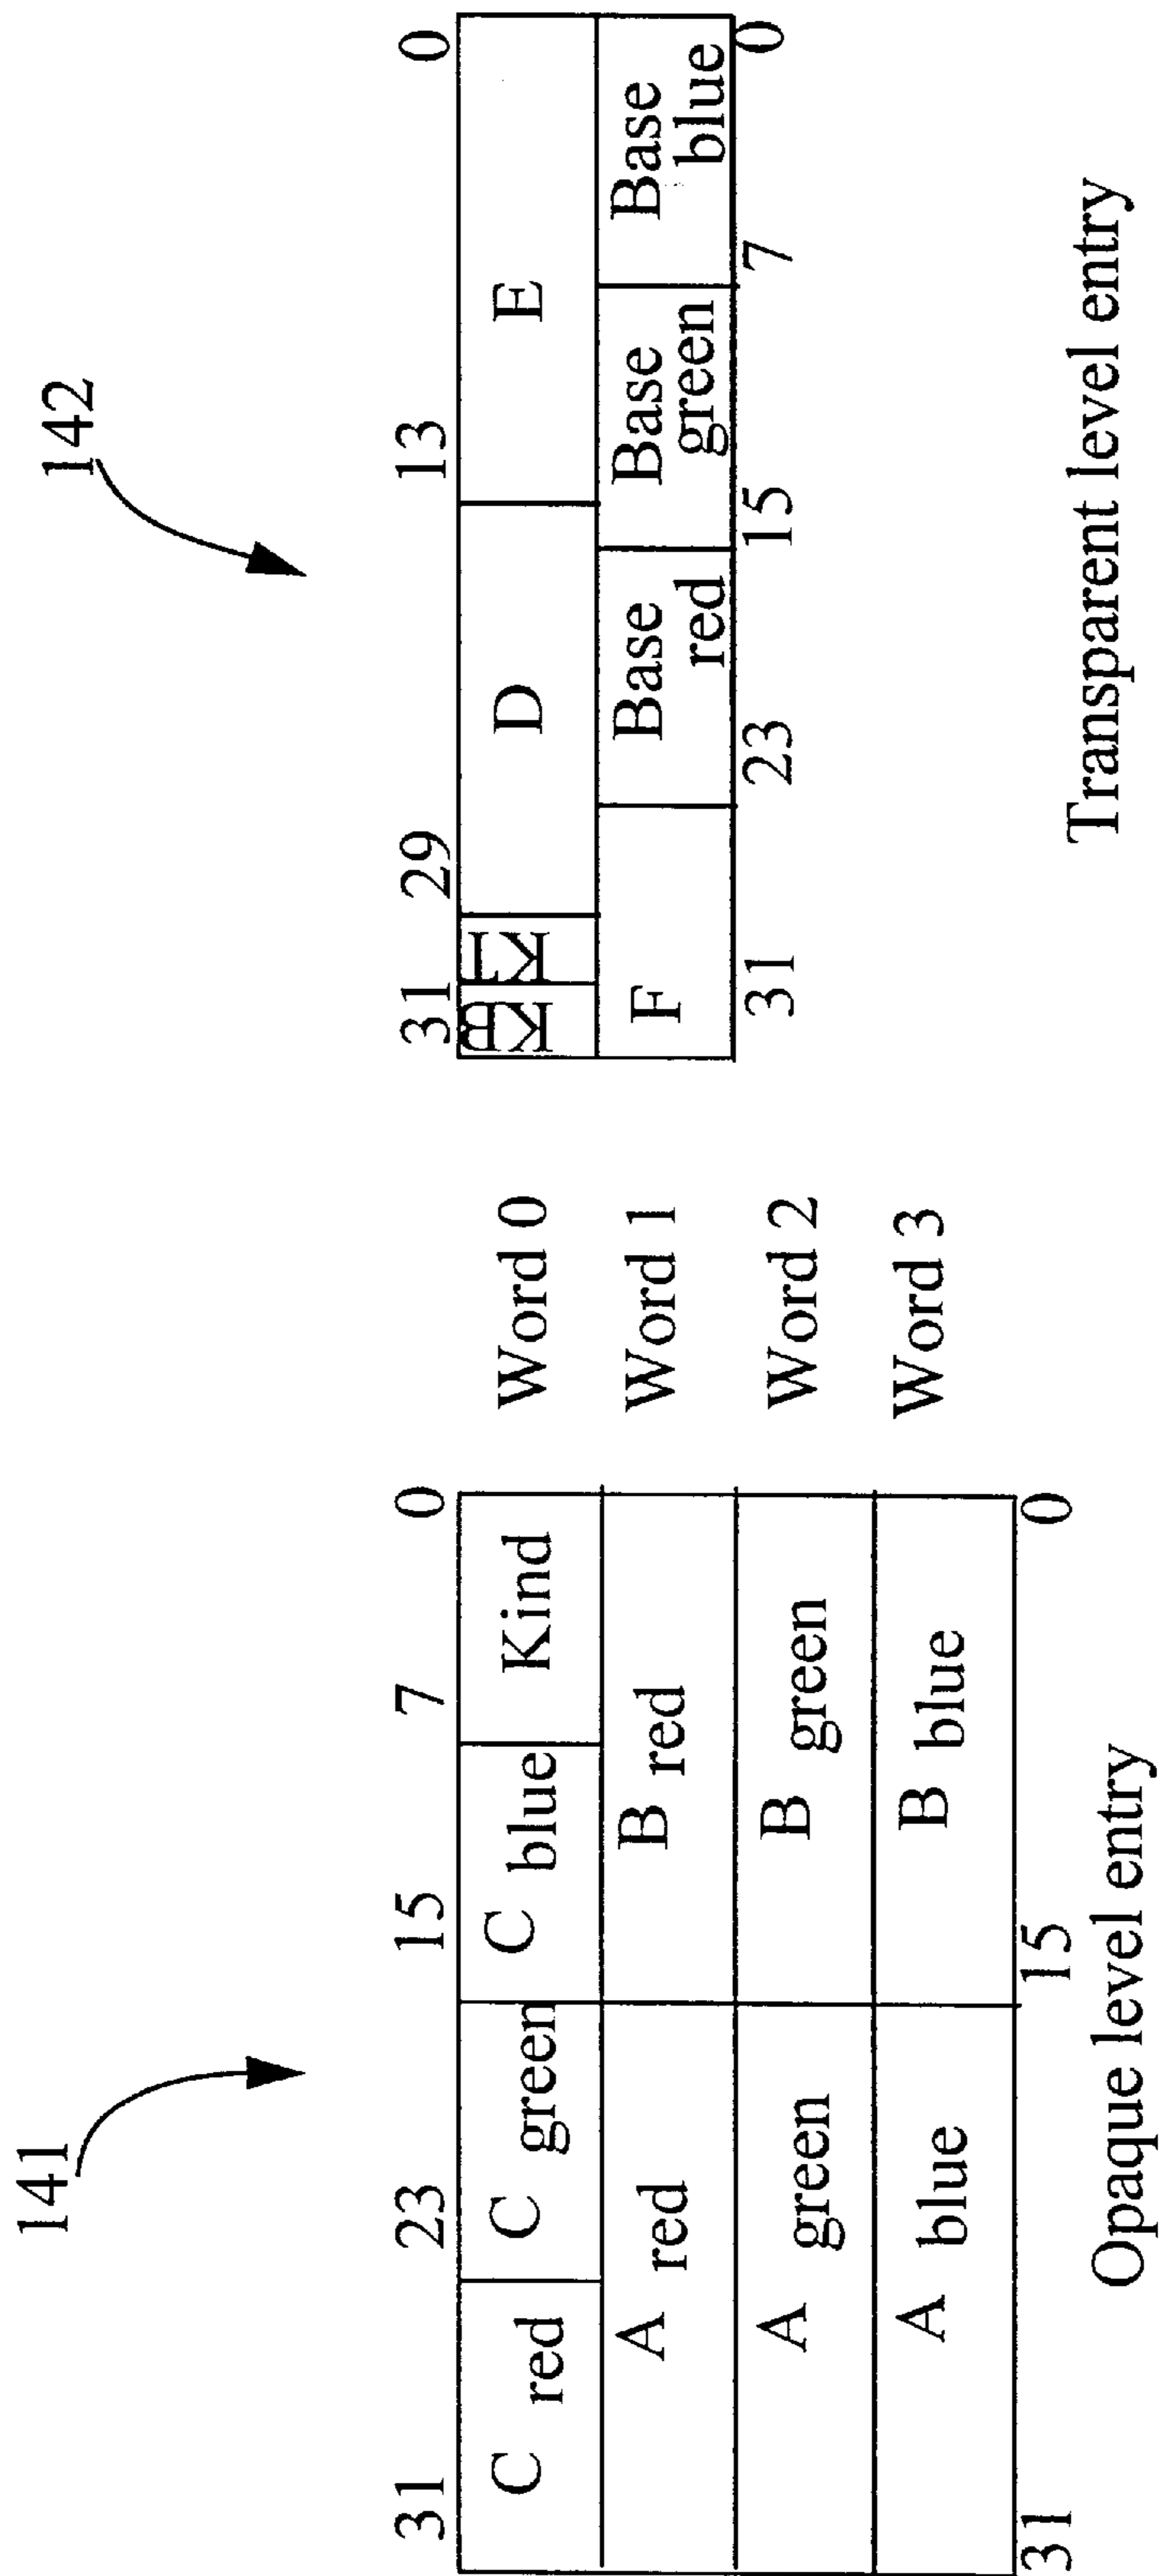 141
31 23 15 7 0
C red C green C blue Kind
A red B red
A green B green
A blue B blue
31 15 0
Opaque level entry
Word 0
Word 1
Word 2
Word 3
142
31 29 13 0
KB KT D E
F Base red Base green Base blue
31 23 15 7 0
Transparent level entry